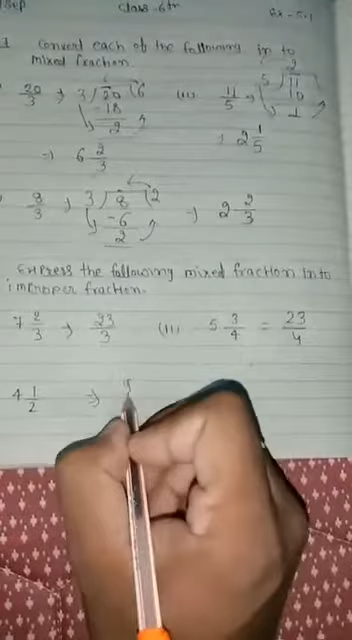 Class - 6th Ex - 5.1
1 Convert each of the following in to
mixed fraction.
20/3 → 3)20(6 -18 2 (ii) 11/5 → 5)11 2 10 1
⇒ 6 2/3 ⇒ 2 1/5
8/3 → 3)8(2 -6 2 ⇒ 2 2/3
Express the following mixed fraction into
improper fraction.
7 2/3 → 23/3 (ii) 5 3/4 = 23/4
4 1/2 ⇒ 9